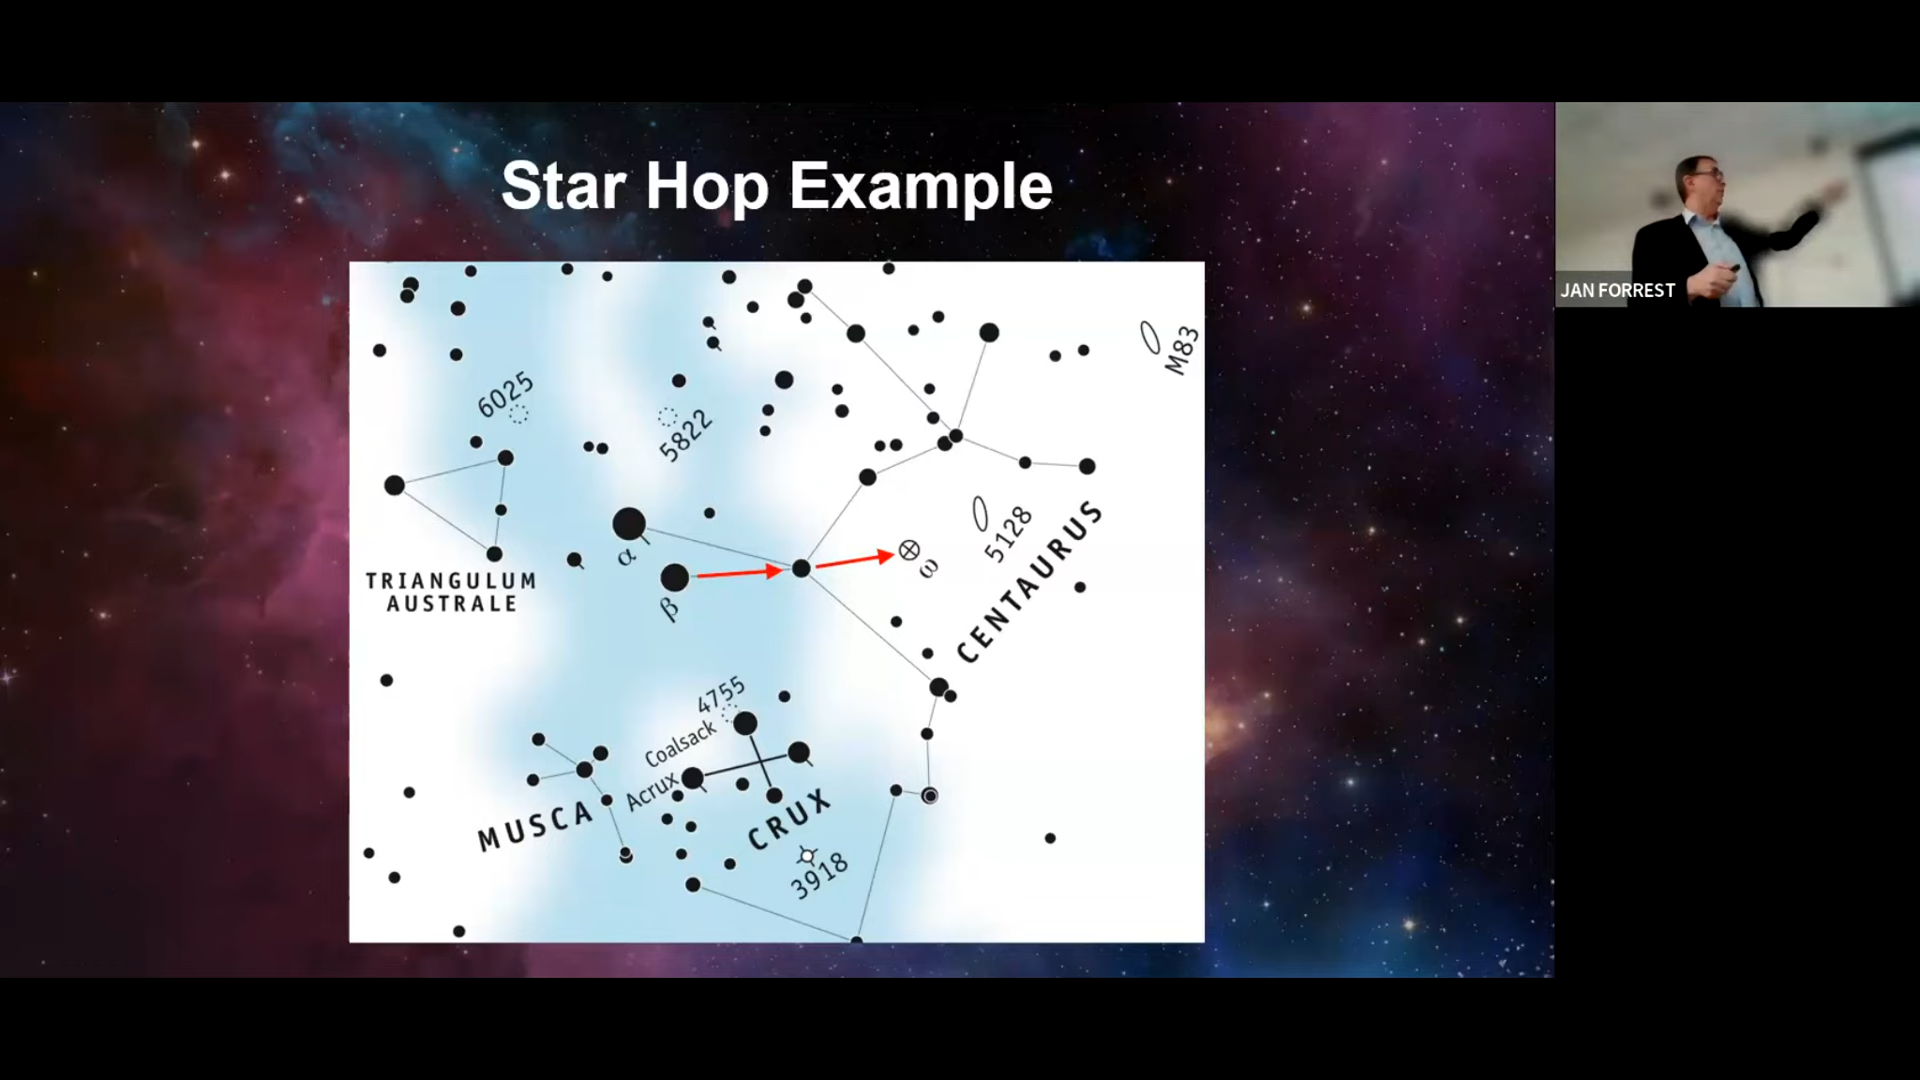 Star Hop Example
JAN FORREST
M83
6025
5822
5128
α
ω
β
TRIANGULUM
AUSTRALE
CENTAURUS
4755
Coalsack
Acrux
MUSCA
CRUX
3918